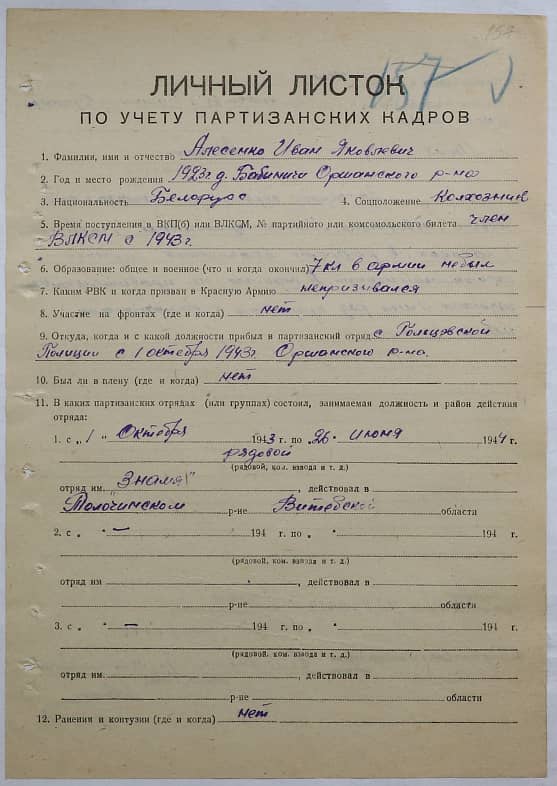 157
157
ЛИЧНЫЙ ЛИСТОК
ПО УЧЕТУ ПАРТИЗАНСКИХ КАДРОВ
1. Фамилия, имя и отчество Алесенко Иван Яковлевич
2. Год и место рождения 1923г д. Бабиничи Оршанского р-на
3. Национальность Белорус 4. Соцположение Колхозник
5. Время поступления в ВКП(б) или ВЛКСМ, № партийного или комсомольского билета член
ВЛКСМ с 1943г.
6. Образование: общее и военное (что и когда окончил) 7 кл в армии небыл
7. Каким РВК и когда призван в Красную Армию непризывался
8. Участие на фронтах (где и когда) нет
9. Откуда, когда и с какой должности прибыл и партизанский отряд с
Полиции с 1 октября 1943г. Оршанского р-на.
10. Был ли в плену (где и когда) нет
11. В каких партизанских отрядах (или группах) состоял, занимаемая должность и район действия
отряда:
1. с „1" Октября 1943 г. по „26" июня 1944 г.
рядовой
(рядовой, ком. взвода и т. д.)
отряд им „Знамя", действовал в
Толочинском р-не Витебской области
2. с „ — " 194 г. по „ " 194 г.
(рядовой, ком. взвода и т. д.)
отряд им , действовал в
р-не области
3. с „ — " 194 г. по „ " 194 г.
(рядовой, ком. взвода и т. д.)
отряд им , действовал в
р-не области
12. Ранения и контузии (где и когда) нет